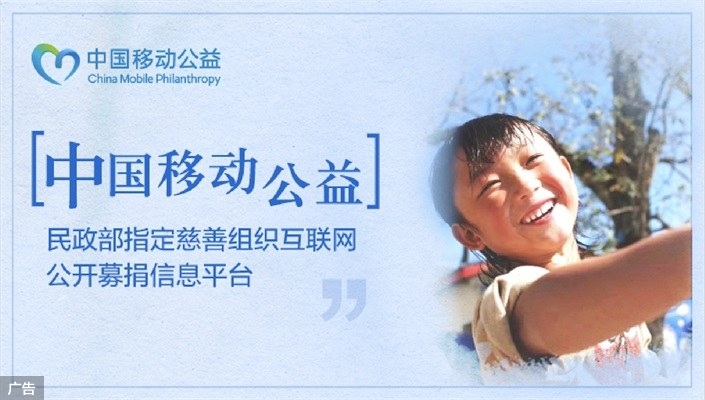 中国移动公益
China Mobile Philanthropy
[中国移动公益]
民政部指定慈善组织互联网
公开募捐信息平台
”
广告